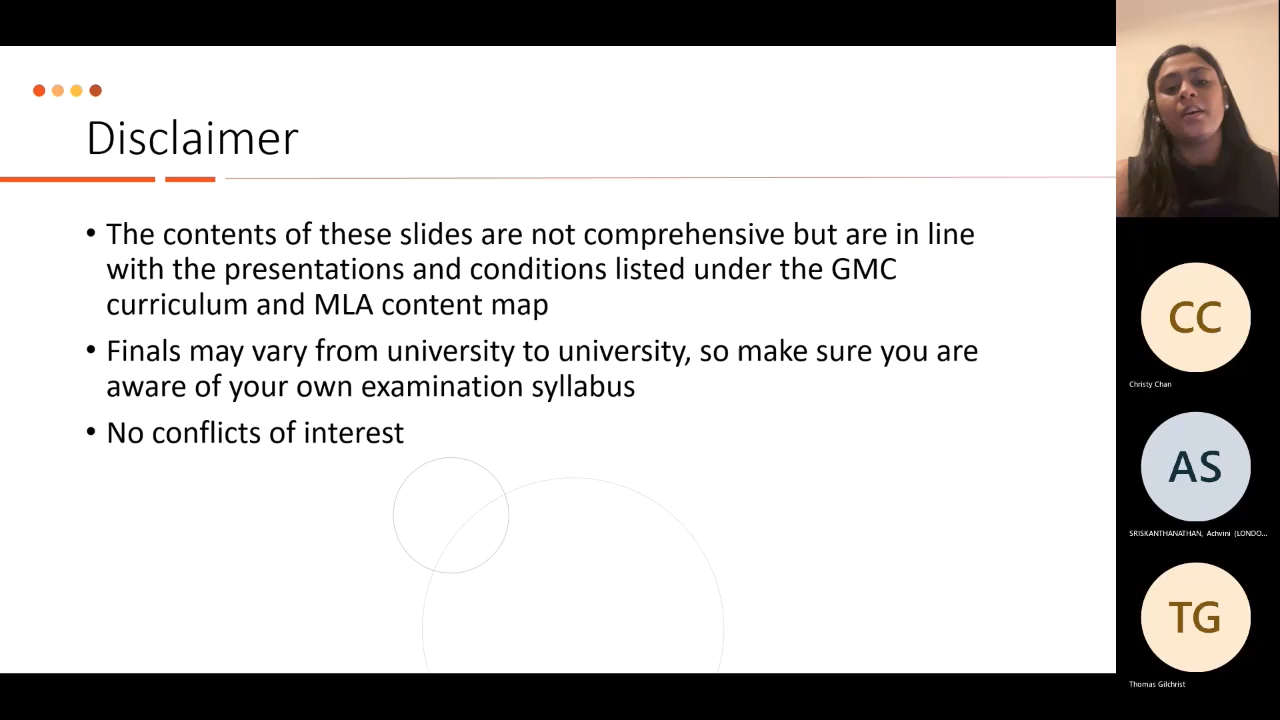 Disclaimer
• The contents of these slides are not comprehensive but are in line
with the presentations and conditions listed under the GMC
curriculum and MLA content map
• Finals may vary from university to university, so make sure you are
aware of your own examination syllabus
• No conflicts of interest
CC
Christy Chan
AS
SRISKANTHANATHAN, Achvini (LONDO...
TG
Thomas Gilchrist